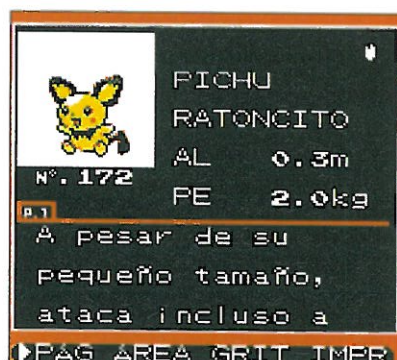 PICHU
RATONCITO
AL 0.3m
Nº.172
PE 2.0kg
P.1
A pesar de su
pequeño tamaño,
ataca incluso a
PAG AREA GRIT IMPR